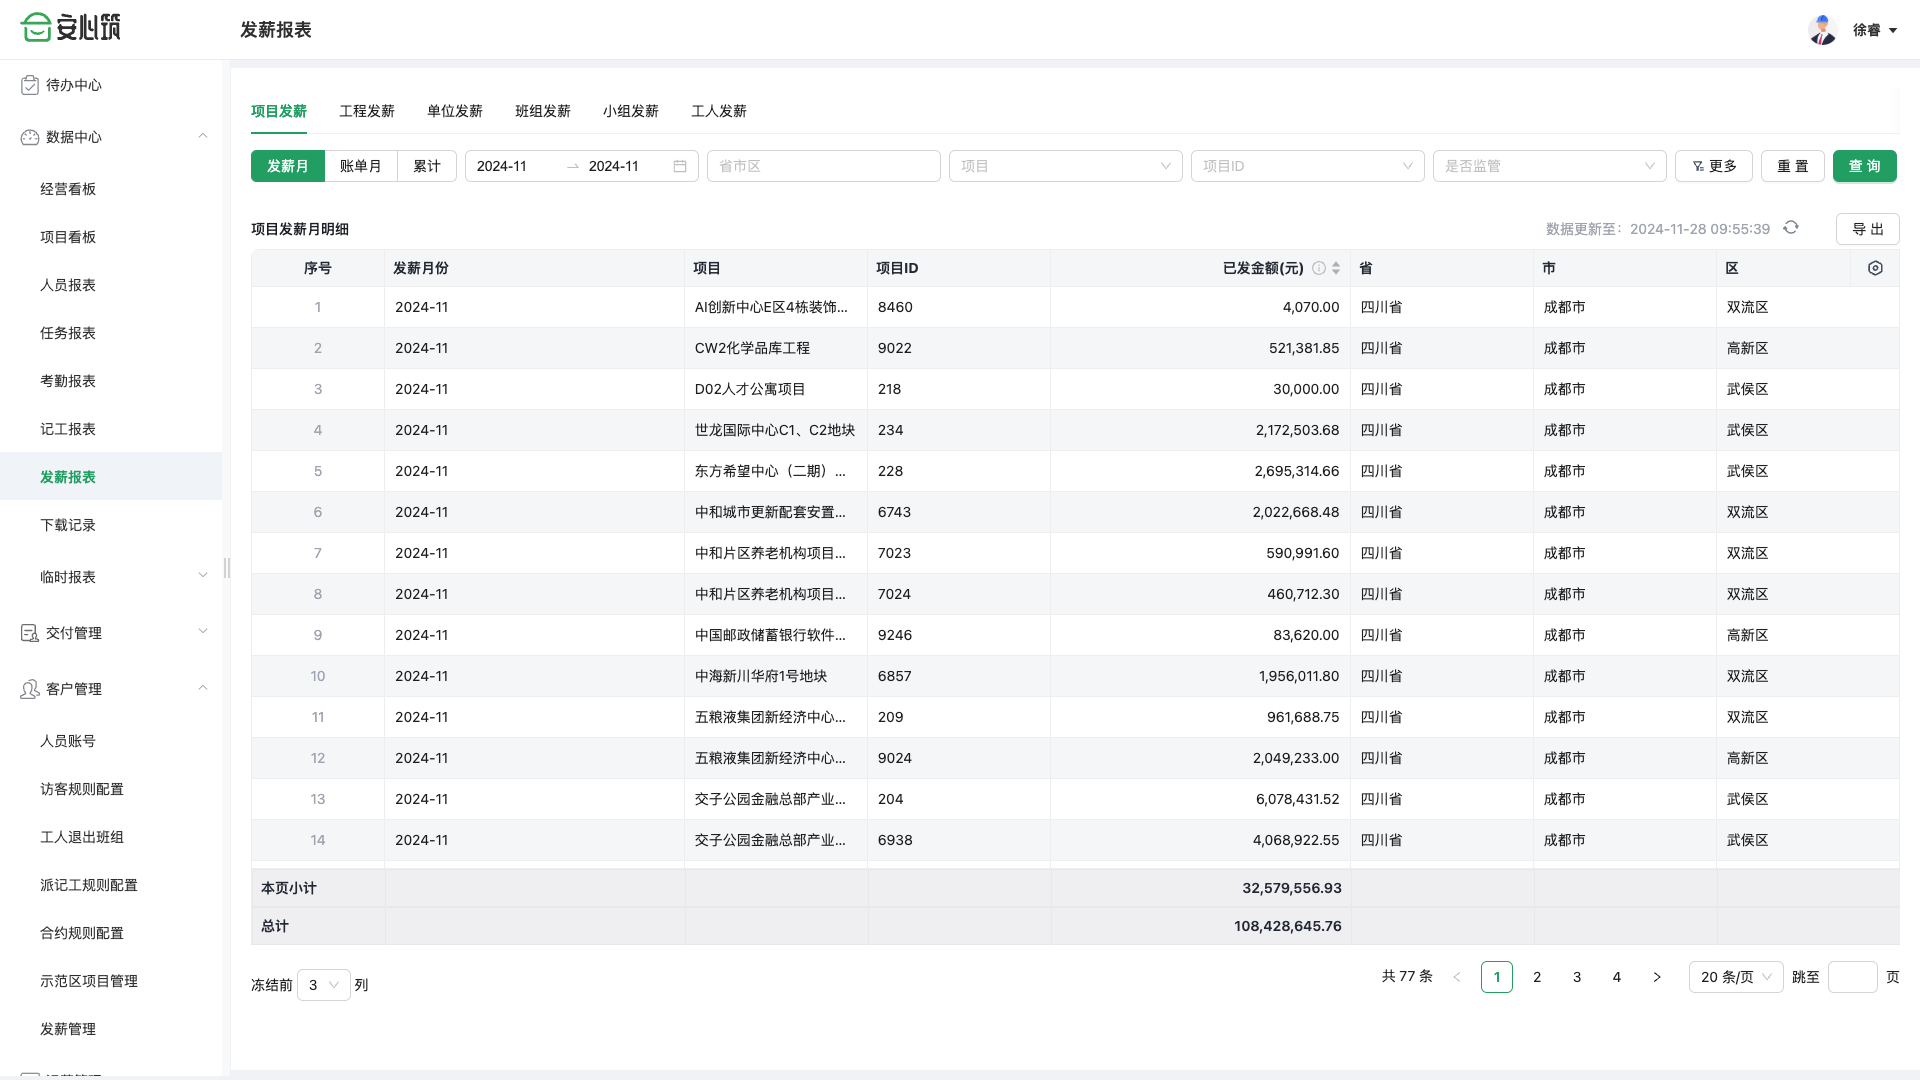 安心筑
发薪报表
徐睿
待办中心
数据中心
经营看板
项目看板
人员报表
任务报表
考勤报表
记工报表
发薪报表
下载记录
临时报表
交付管理
客户管理
人员账号
访客规则配置
工人退出班组
派记工规则配置
合约规则配置
示范区项目管理
发薪管理
项目发薪 工程发薪 单位发薪 班组发薪 小组发薪 工人发薪
发薪月 账单月 累计 2024-11 → 2024-11 省市区 项目 项目ID 是否监管 更多 重 置 查 询
项目发薪月明细 数据更新至：2024-11-28 09:55:39 导 出
序号 发薪月份 项目 项目ID 已发金额(元) 省 市 区
1 2024-11 AI创新中心E区4栋装饰... 8460 4,070.00 四川省 成都市 双流区
2 2024-11 CW2化学品库工程 9022 521,381.85 四川省 成都市 高新区
3 2024-11 D02人才公寓项目 218 30,000.00 四川省 成都市 武侯区
4 2024-11 世龙国际中心C1、C2地块 234 2,172,503.68 四川省 成都市 武侯区
5 2024-11 东方希望中心（二期）... 228 2,695,314.66 四川省 成都市 武侯区
6 2024-11 中和城市更新配套安置... 6743 2,022,668.48 四川省 成都市 双流区
7 2024-11 中和片区养老机构项目... 7023 590,991.60 四川省 成都市 双流区
8 2024-11 中和片区养老机构项目... 7024 460,712.30 四川省 成都市 双流区
9 2024-11 中国邮政储蓄银行软件... 9246 83,620.00 四川省 成都市 高新区
10 2024-11 中海新川华府1号地块 6857 1,956,011.80 四川省 成都市 双流区
11 2024-11 五粮液集团新经济中心... 209 961,688.75 四川省 成都市 双流区
12 2024-11 五粮液集团新经济中心... 9024 2,049,233.00 四川省 成都市 高新区
13 2024-11 交子公园金融总部产业... 204 6,078,431.52 四川省 成都市 武侯区
14 2024-11 交子公园金融总部产业... 6938 4,068,922.55 四川省 成都市 武侯区
本页小计 32,579,556.93
总计 108,428,645.76
冻结前 3 列
共 77 条 < 1 2 3 4 > 20 条/页 跳至 页